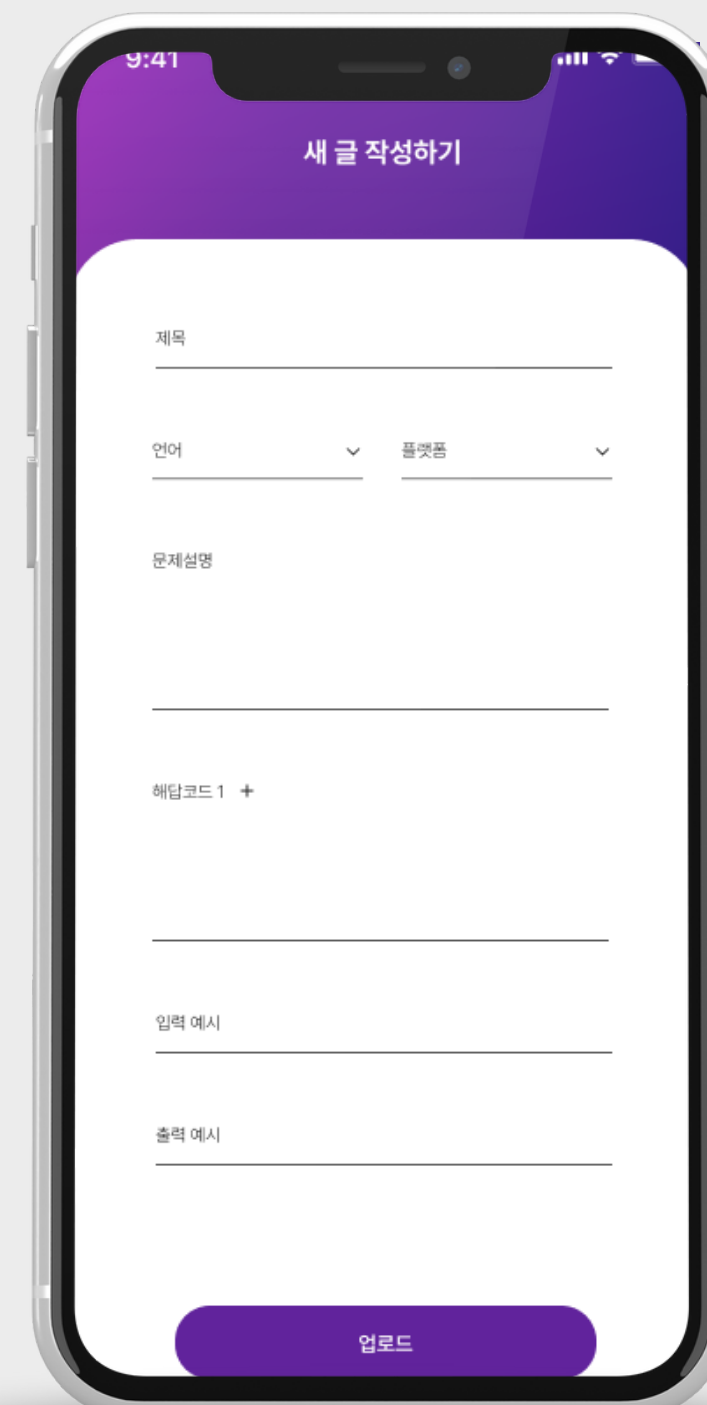 9:41
새 글 작성하기
제목
언어 플랫폼
문제설명
해답코드 1 +
입력 예시
출력 예시
업로드